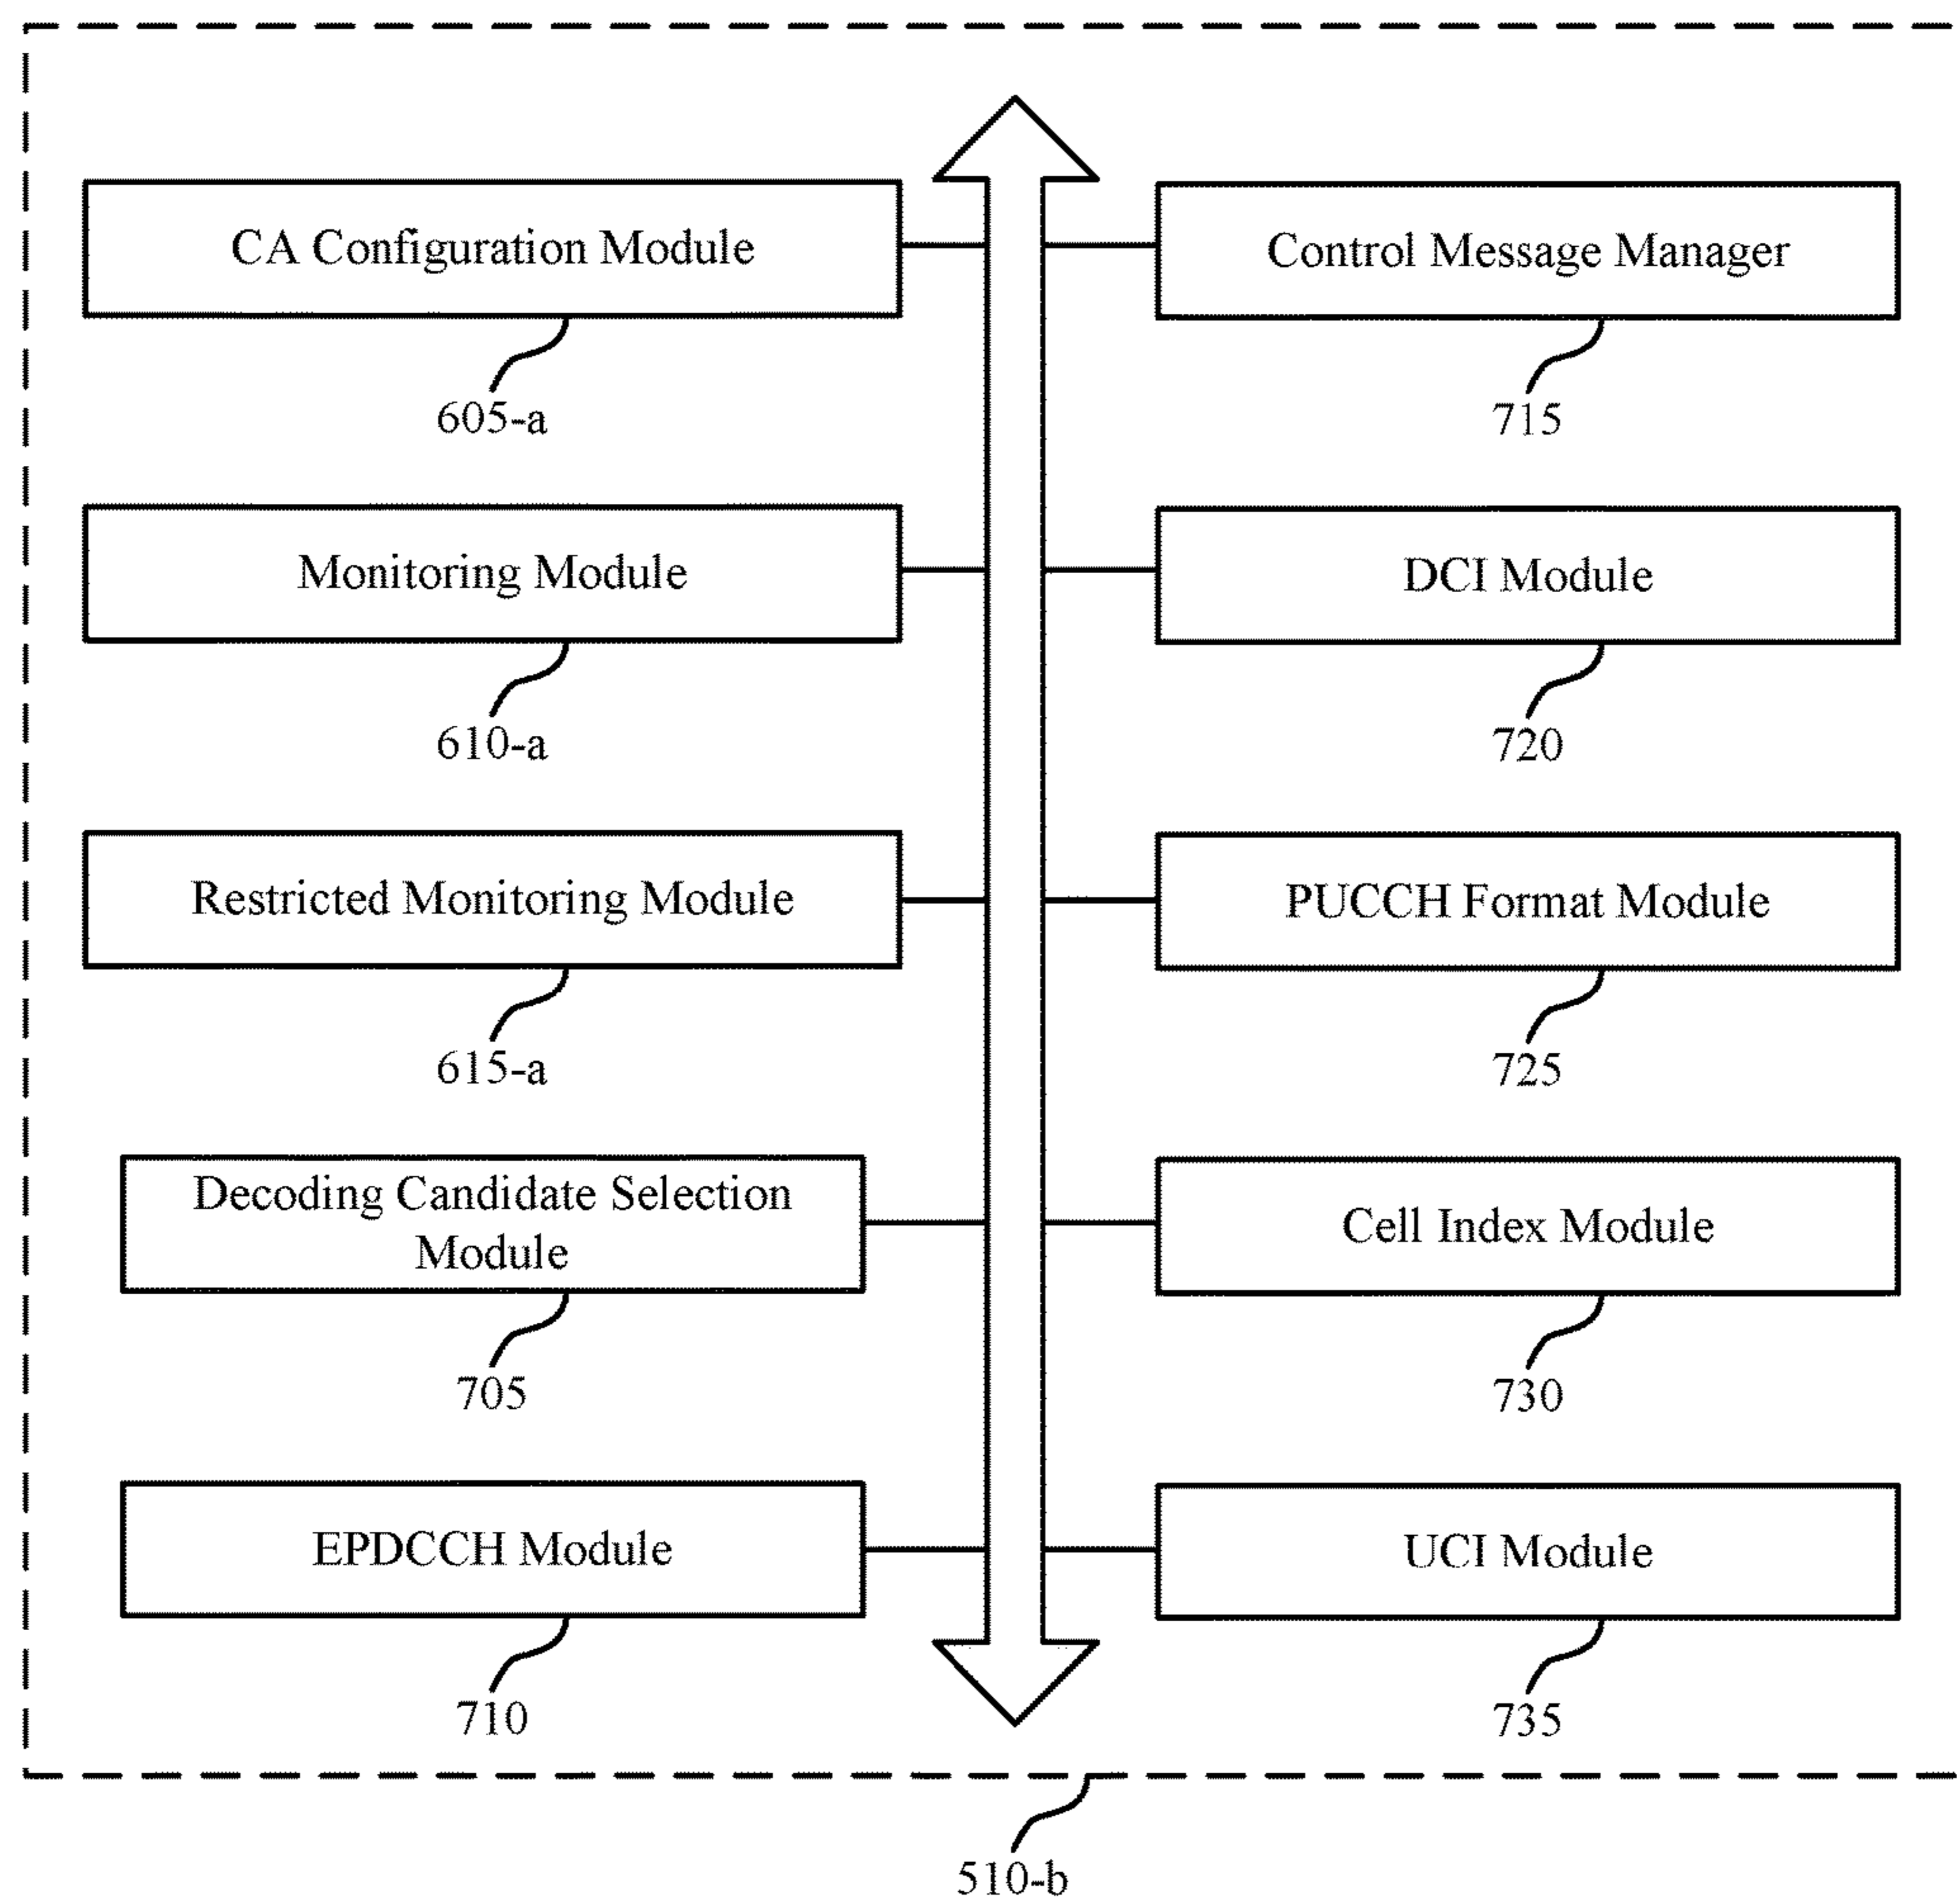 CA Configuration Module
605-a
Monitoring Module
610-a
Restricted Monitoring Module
615-a
Decoding Candidate Selection
Module
705
EPDCCH Module
710
Control Message Manager
715
DCI Module
720
PUCCH Format Module
725
Cell Index Module
730
UCI Module
735
510-b